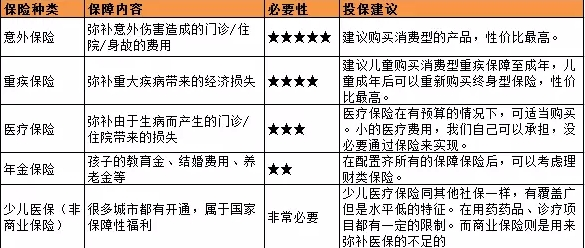 保险种类 保障内容 必要性 投保建议
意外保险 弥补意外伤害造成的门诊/住 ★★★★★ 建议购买消费型的产品，性价比最高。
院/身故的费用
重疾保险 弥补重大疾病带来的经济损失 ★★★★ 建议儿童购买消费型重疾保障至成年，儿
童成年后可以重新购买终身型保险，性价
比最高。
医疗保险 弥补由于生病而产生的门诊/ ★★★ 医疗保险在有预算的情况下，可适当购买
住院带来的损失 。小的医疗费用，我们自己可以承担，没
必要通过保险来实现。
年金保险 孩子的教育金、结婚费用、养 ★★ 在配置齐所有的保障保险后，可以考虑理
老金等 财类保险。
少儿医保（非 很多城市都有开通，属于国家 非常必要 少儿医疗保险同其他社保一样，有覆盖广
商业保险） 保障性福利 但是水平低的特征。在用药药品、诊疗项
目都有一定的限制。而商业保险则是用来
弥补医保的不足的